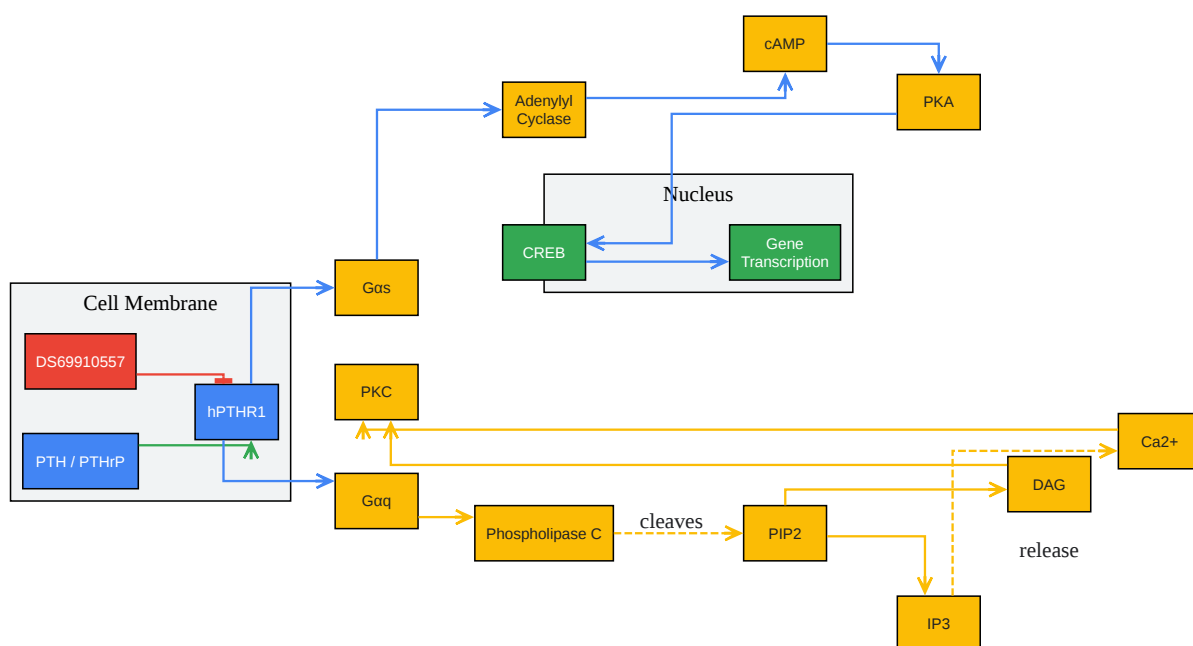 cAMP
Adenylyl
Cyclase
PKA
Nucleus
CREB
Gene
Transcription
Gαs
Cell Membrane
DS69910557
hPTHR1
PTH / PTHrP
PKC
Ca2+
DAG
Gαq
Phospholipase C
cleaves
PIP2
release
IP3